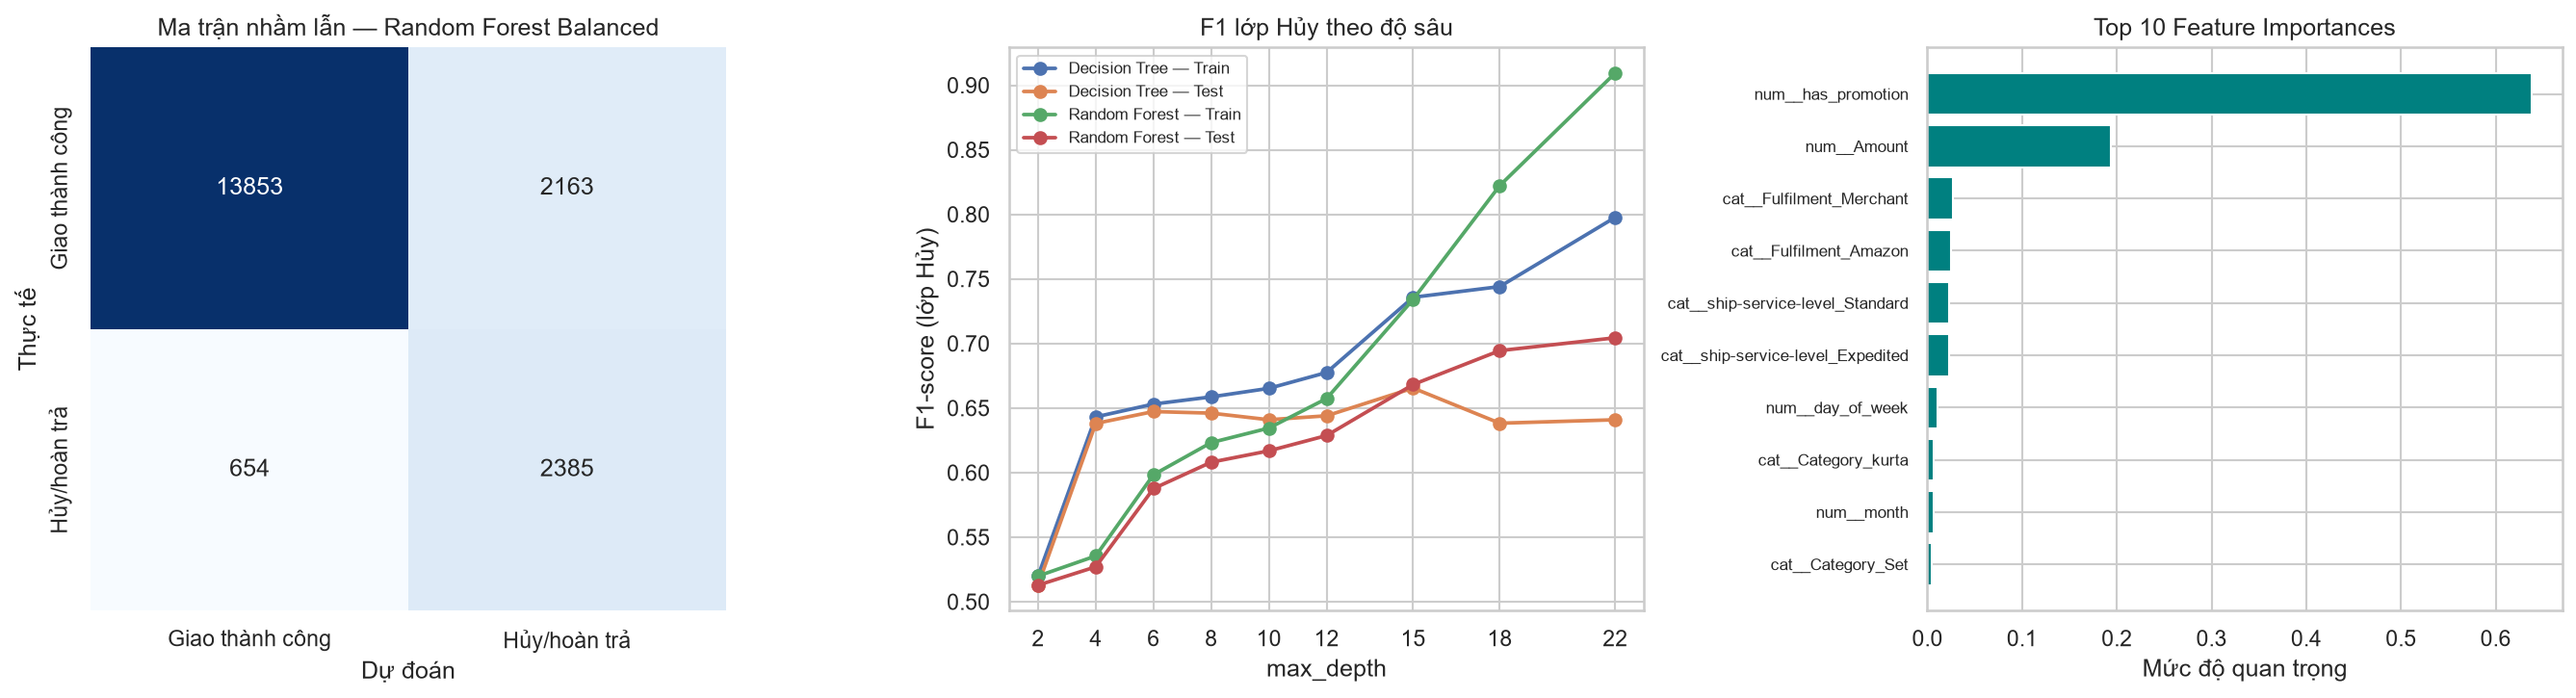 Ma trận nhầm lẫn — Random Forest Balanced
Thực tế
Giao thành công
Hủy/hoàn trả
13853
2163
654
2385
Giao thành công
Hủy/hoàn trả
Dự đoán
F1 lớp Hủy theo độ sâu
Decision Tree — Train
Decision Tree — Test
Random Forest — Train
Random Forest — Test
F1-score (lớp Hủy)
0.90
0.85
0.80
0.75
0.70
0.65
0.60
0.55
0.50
2 4 6 8 10 12 15 18 22
max_depth
Top 10 Feature Importances
num__has_promotion
num__Amount
cat__Fulfilment_Merchant
cat__Fulfilment_Amazon
cat__ship-service-level_Standard
cat__ship-service-level_Expedited
num__day_of_week
cat__Category_kurta
num__month
cat__Category_Set
0.0 0.1 0.2 0.3 0.4 0.5 0.6
Mức độ quan trọng